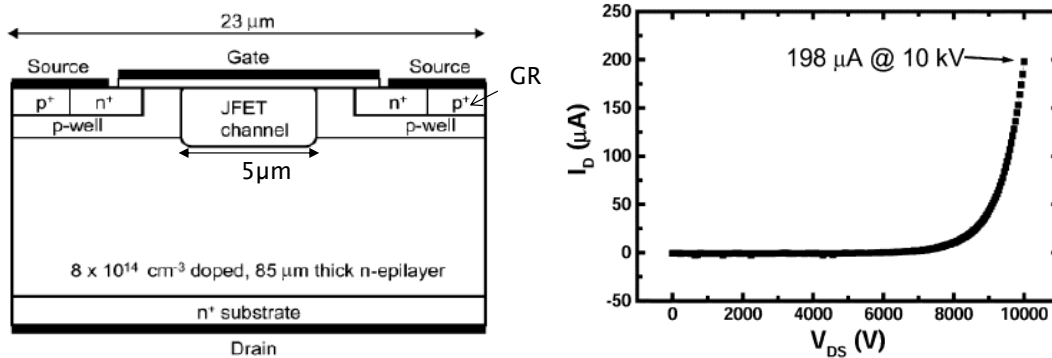 23 μm
Gate
Source
Source
GR
p+
n+
JFET
channel
n+
p+
p-well
p-well
5μm
8 x 10¹⁴ cm⁻³ doped, 85 μm thick n-epilayer
n⁺ substrate
Drain
200
150
100
50
0
-50
I_D (μA)
198 μA @ 10 kV
0 2000 4000 6000 8000 10000
V_DS (V)